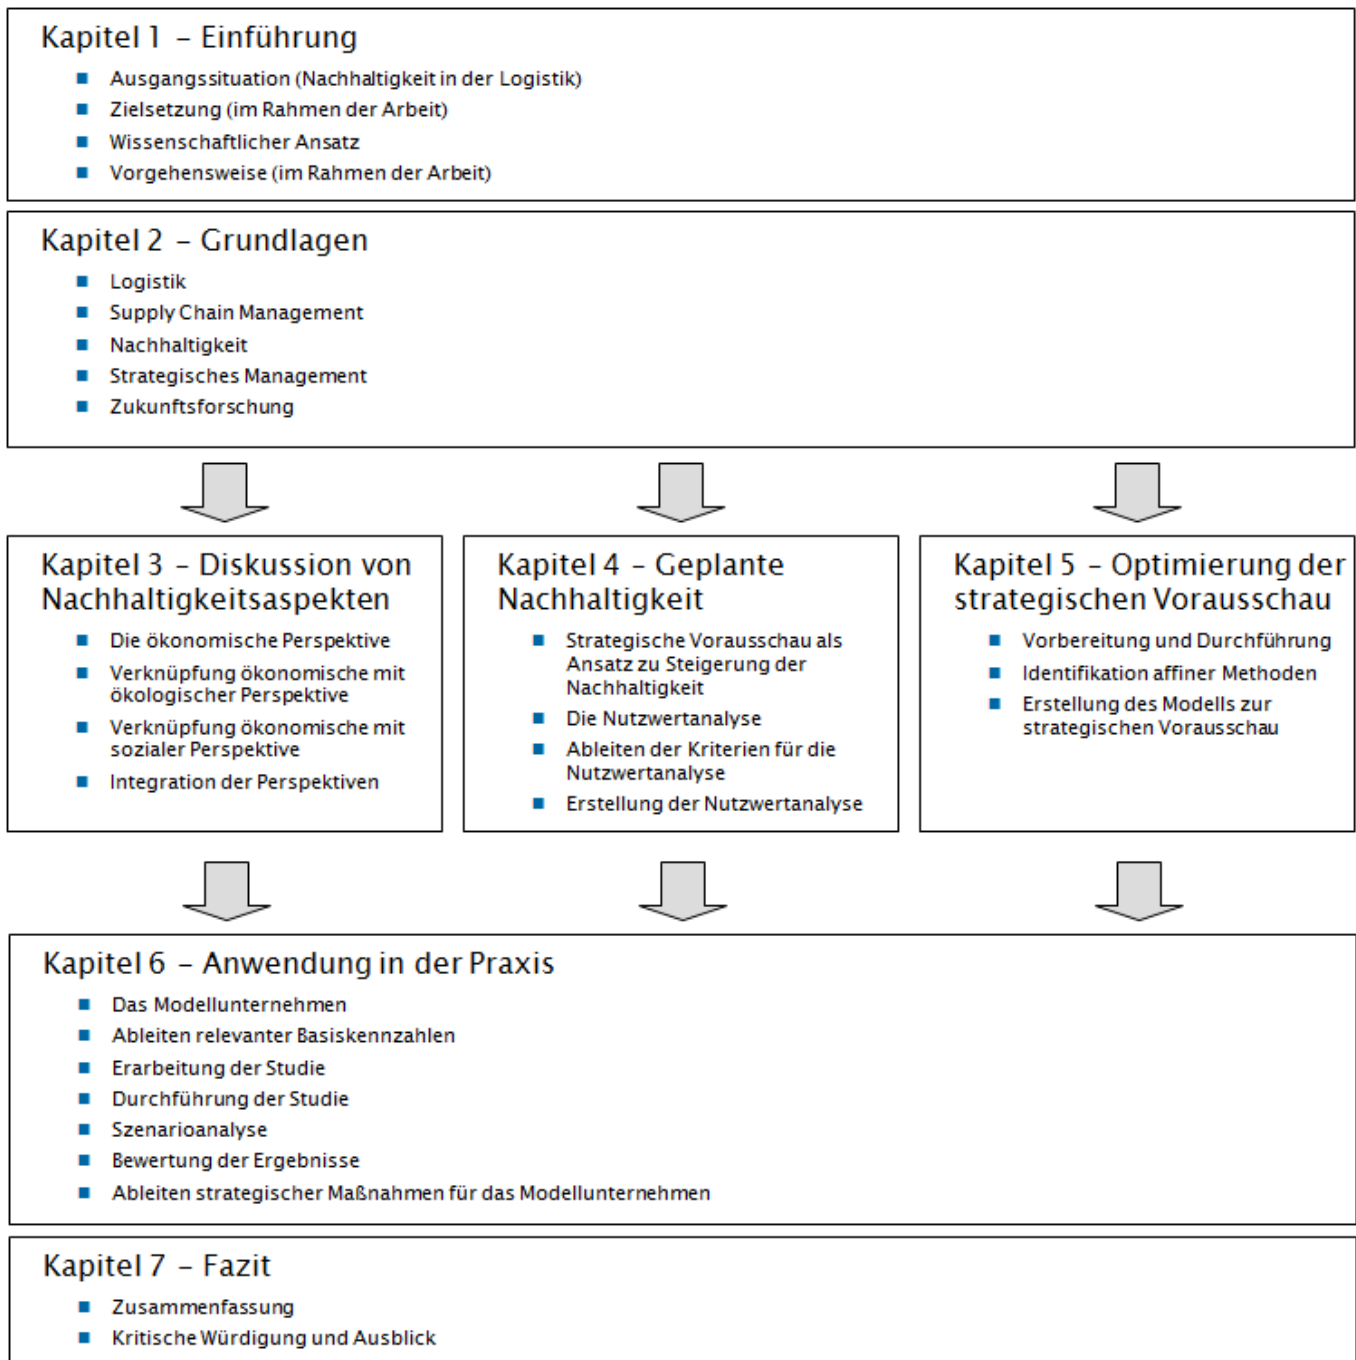 Kapitel 1 – Einführung
Ausgangssituation (Nachhaltigkeit in der Logistik)
Zielsetzung (im Rahmen der Arbeit)
Wissenschaftlicher Ansatz
Vorgehensweise (im Rahmen der Arbeit)
Kapitel 2 – Grundlagen
Logistik
Supply Chain Management
Nachhaltigkeit
Strategisches Management
Zukunftsforschung
Kapitel 3 – Diskussion von
Nachhaltigkeitsaspekten
Die ökonomische Perspektive
Verknüpfung ökonomische mit
ökologischer Perspektive
Verknüpfung ökonomische mit
sozialer Perspektive
Integration der Perspektiven
Kapitel 4 – Geplante
Nachhaltigkeit
Strategische Vorausschau als
Ansatz zu Steigerung der
Nachhaltigkeit
Die Nutzwertanalyse
Ableiten der Kriterien für die
Nutzwertanalyse
Erstellung der Nutzwertanalyse
Kapitel 5 – Optimierung der
strategischen Vorausschau
Vorbereitung und Durchführung
Identifikation affiner Methoden
Erstellung des Modells zur
strategischen Vorausschau
Kapitel 6 – Anwendung in der Praxis
Das Modellunternehmen
Ableiten relevanter Basiskennzahlen
Erarbeitung der Studie
Durchführung der Studie
Szenarioanalyse
Bewertung der Ergebnisse
Ableiten strategischer Maßnahmen für das Modellunternehmen
Kapitel 7 – Fazit
Zusammenfassung
Kritische Würdigung und Ausblick